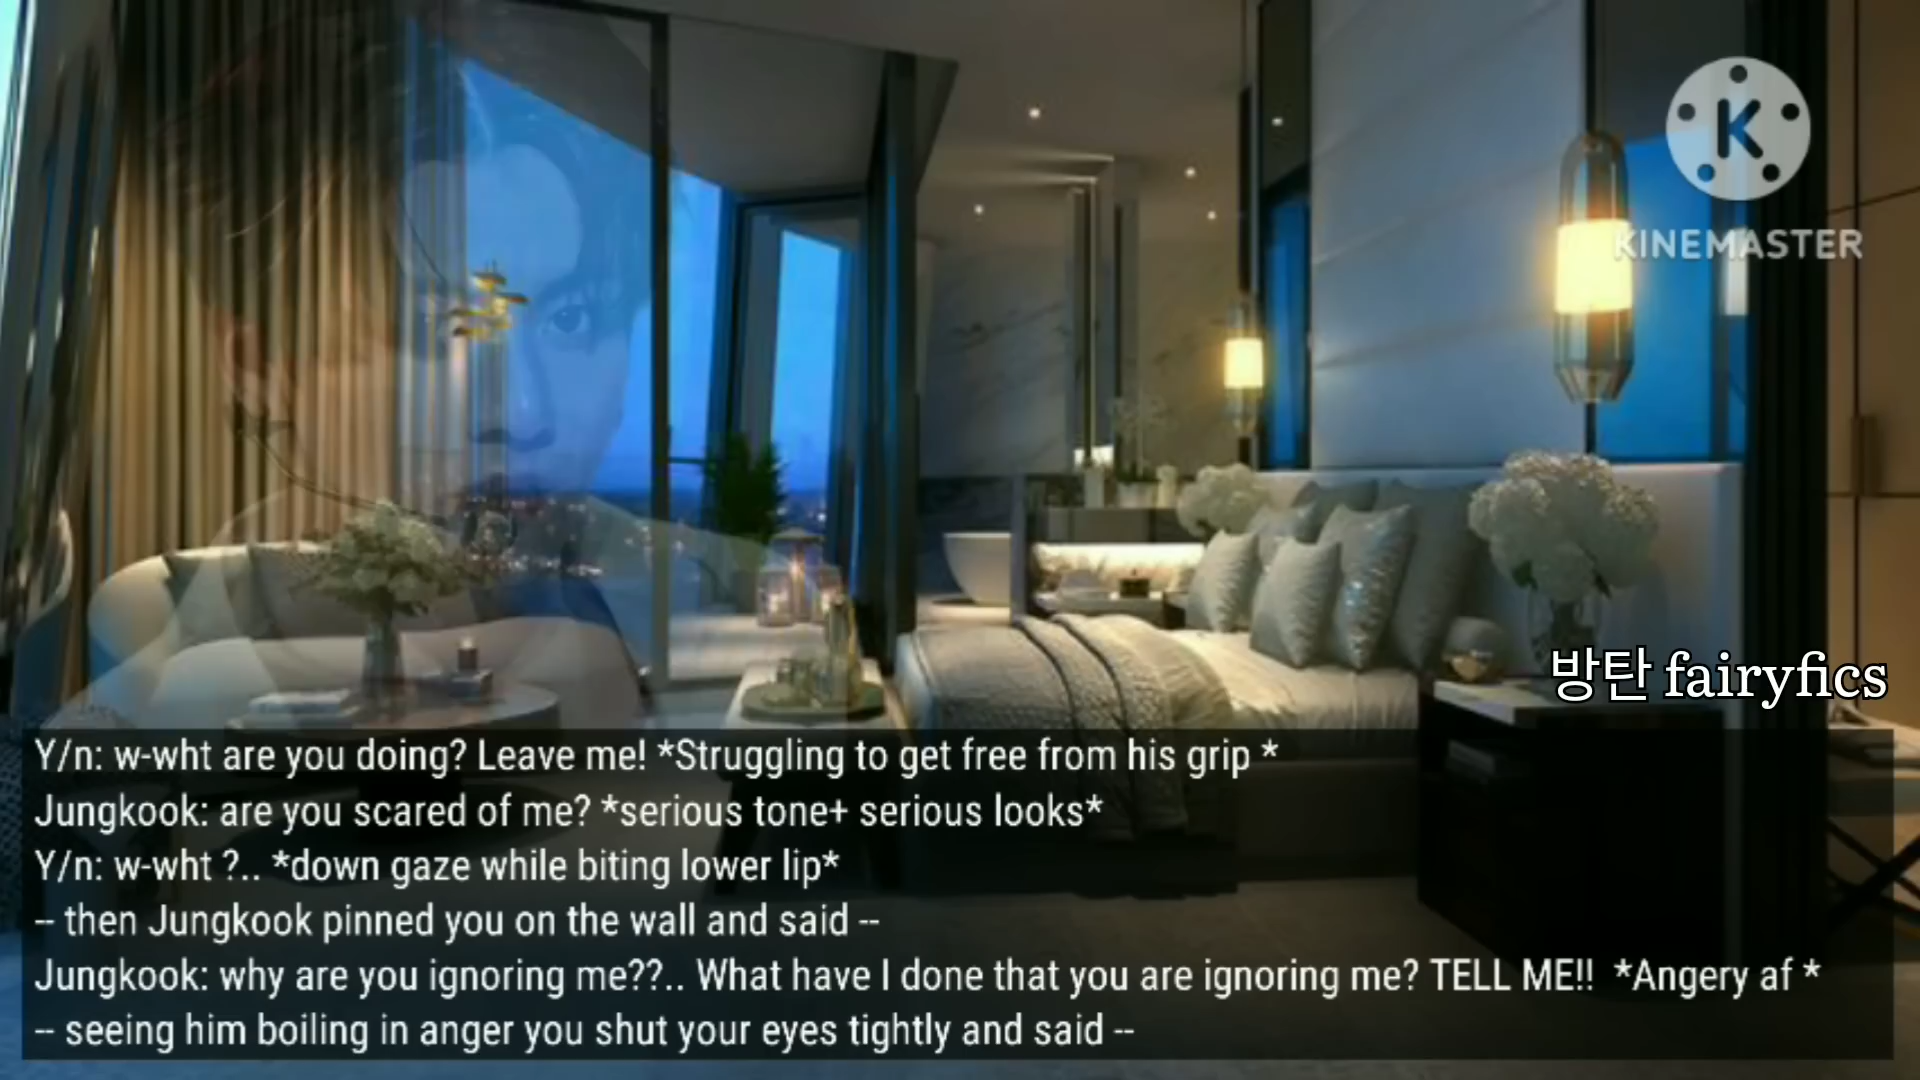 K
KINEMASTER
방탄 fairyfics
Y/n: w-wht are you doing? Leave me! *Struggling to get free from his grip *
Jungkook: are you scared of me? *serious tone+ serious looks*
Y/n: w-wht ?.. *down gaze while biting lower lip*
-- then Jungkook pinned you on the wall and said --
Jungkook: why are you ignoring me??.. What have I done that you are ignoring me? TELL ME!! *Angery af *
-- seeing him boiling in anger you shut your eyes tightly and said --